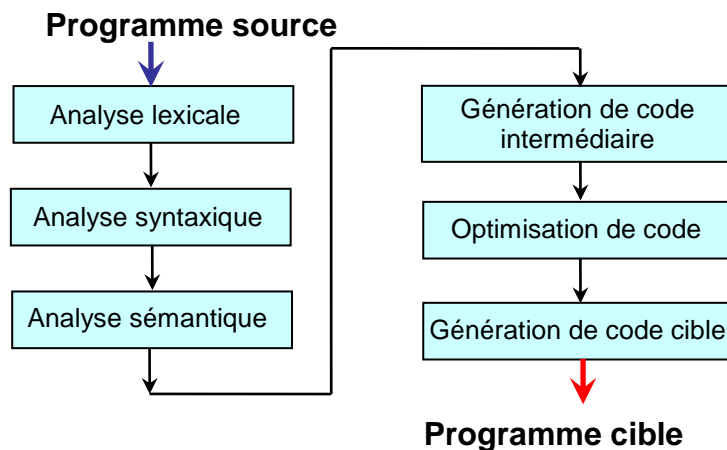 Programme source
Analyse lexicale
Analyse syntaxique
Analyse sémantique
Génération de code
intermédiaire
Optimisation de code
Génération de code cible
Programme cible